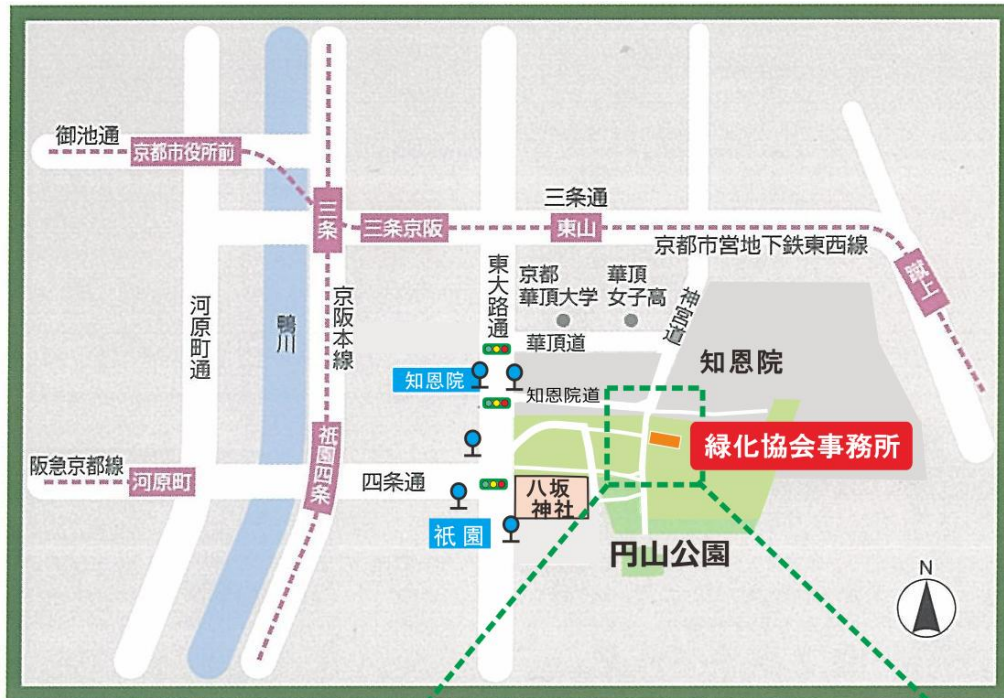 御池通
京都市役所前
三条
三条京阪
三条通
東山
京都市営地下鉄東西線
蹴上
河原町通
鴨川
京阪本線
東大路通
京都
華頂大学
華頂
女子高
神宮道
華頂道
知恩院
知恩院道
知恩院
緑化協会事務所
阪急京都線
河原町
祇園四条
四条通
八坂
神社
祇園
円山公園
N